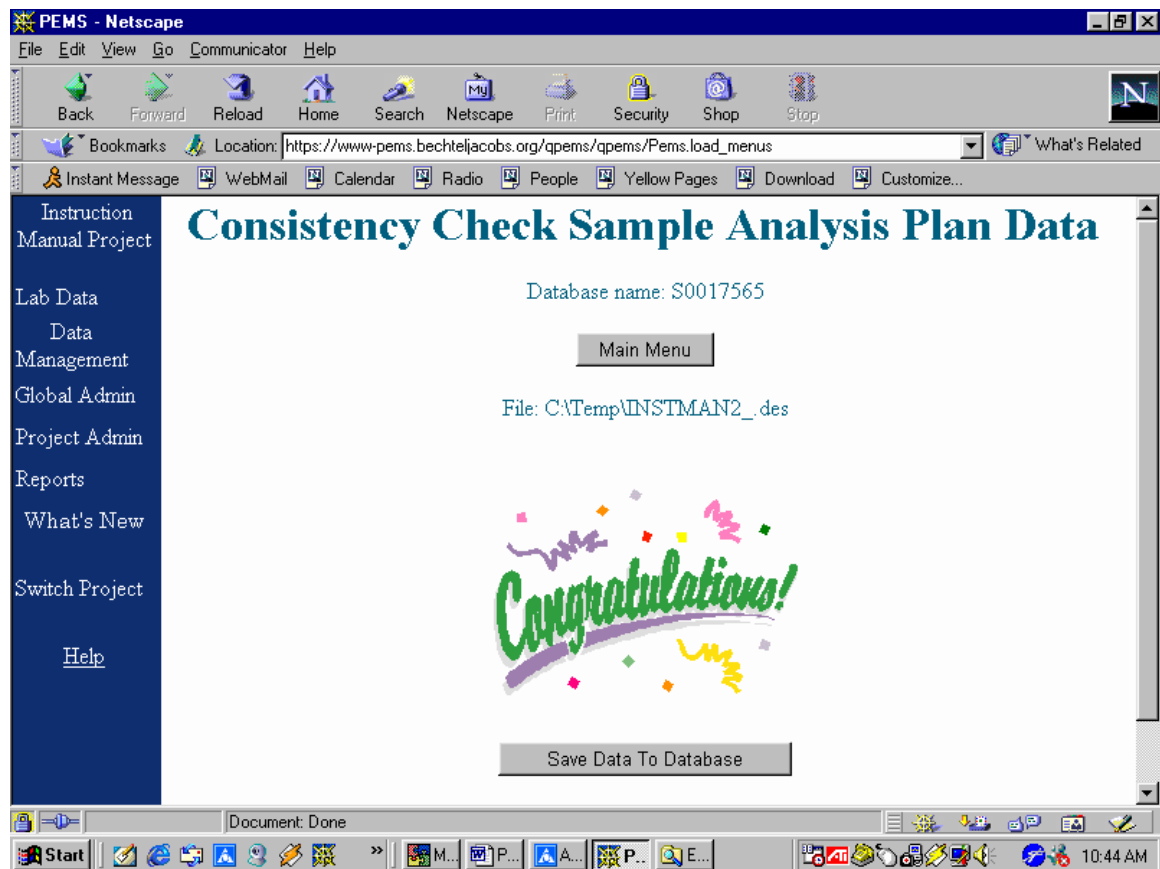 PEMS - Netscape
File Edit View Go Communicator Help
Back Forward Reload Home Search Netscape Print Security Shop Stop
My
N
Bookmarks Location: https://www-pems.bechteljacobs.org/qpems/qpems/Pems.load_menus What's Related
Instant Message WebMail Calendar Radio People Yellow Pages Download Customize...
Instruction
Manual Project
Lab Data
Data
Management
Global Admin
Project Admin
Reports
What's New
Switch Project
Help
Consistency Check Sample Analysis Plan Data
Database name: S0017565
Main Menu
File: C:\Temp\INSTMAN2_.des
Congratulations!
Save Data To Database
Document: Done
Start » M... P... A... P... E... ATI 10:44 AM